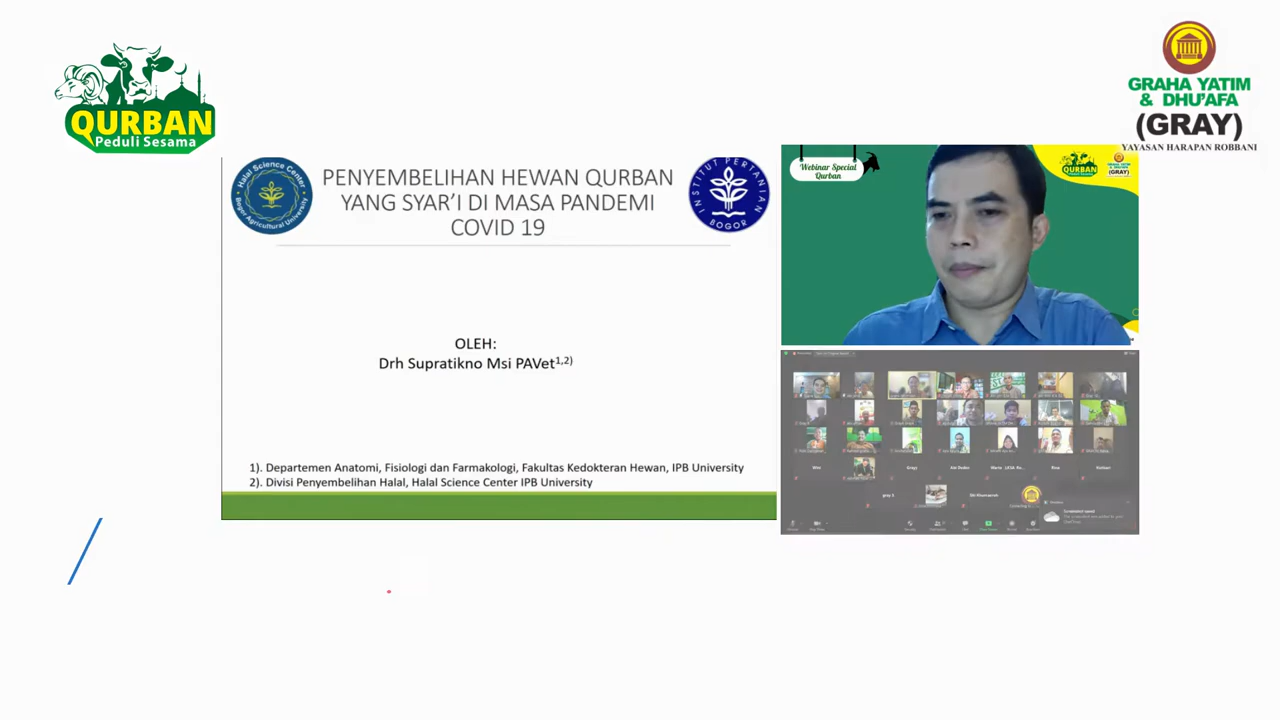 QURBAN
Peduli Sesama
GRAHA YATIM
& DHU'AFA
(GRAY)
YAYASAN HARAPAN ROBBANI
Halal Science Center
Bogor Agricultural University
PENYEMBELIHAN HEWAN QURBAN
YANG SYAR'I DI MASA PANDEMI
COVID 19
INSTITUT PERTANIAN
BOGOR
OLEH:
Drh Supratikno Msi PAVet1,2)
1). Departemen Anatomi, Fisiologi dan Farmakologi, Fakultas Kedokteran Hewan, IPB University
2). Divisi Penyembelihan Halal, Halal Science Center IPB University
Webinar Special
Qurban
QURBAN
(GRAY)